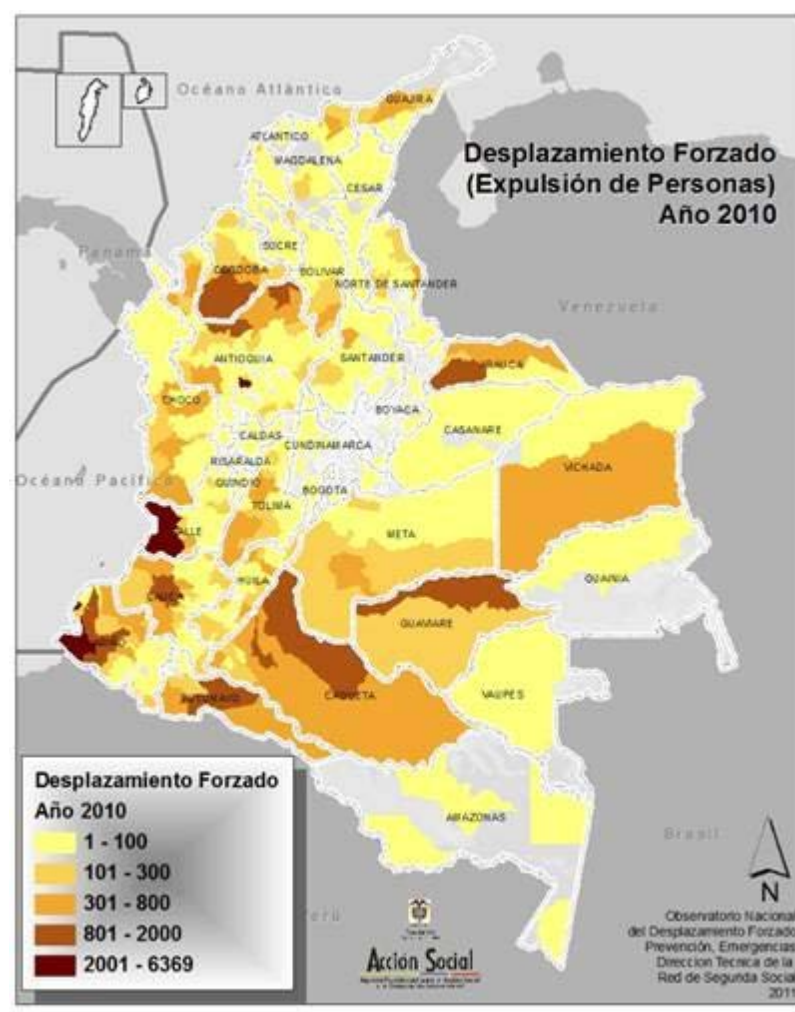 Océano Atlántico
GUAJIRA
ATLANTICO
MAGDALENA
CESAR
Desplazamiento Forzado
(Expulsión de Personas)
Año 2010
Panamá
SUCRE
CORDOBA
BOLIVAR
NORTE DE SANTANDER
Venezuela
ANTIOQUIA
SANTANDER
ARAUCA
CHOCO
BOYACA
CASANARE
CALDAS
CUNDINAMARCA
RISARALDA
VICHADA
Océano Pacífico
QUINDIO
BOGOTA
TOLIMA
VALLE
META
HUILA
GUAINIA
CAUCA
GUAVIARE
PUTUMAYO
CAQUETA
VAUPES
Desplazamiento Forzado
Año 2010
1 - 100
101 - 300
301 - 800
801 - 2000
2001 - 6369
AMAZONAS
Brasil
Perú
N
Acción Social
Observatorio Nacional
del Desplazamiento Forzado
Prevención, Emergencias
Direccion Tecnica de la
Red de Segurida Social
2011